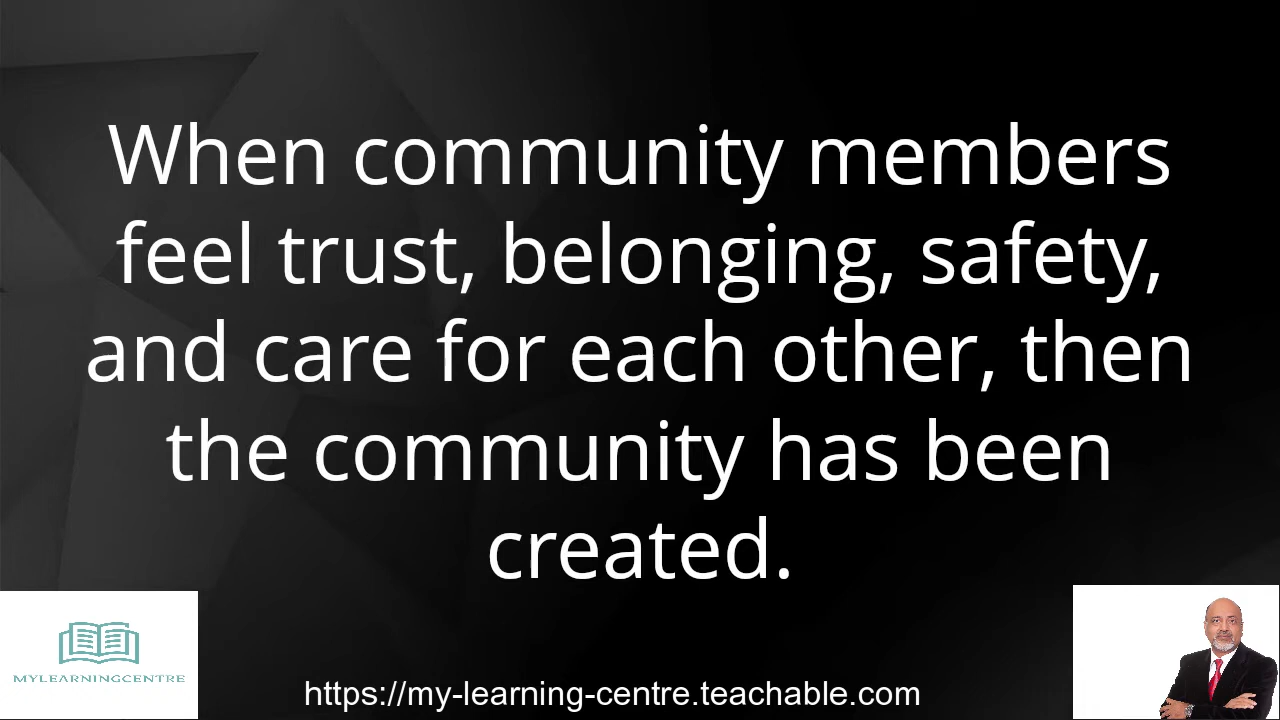 When community members
feel trust, belonging, safety,
and care for each other, then
the community has been
created.
MYLEARNINGCENTRE
https://my-learning-centre.teachable.com